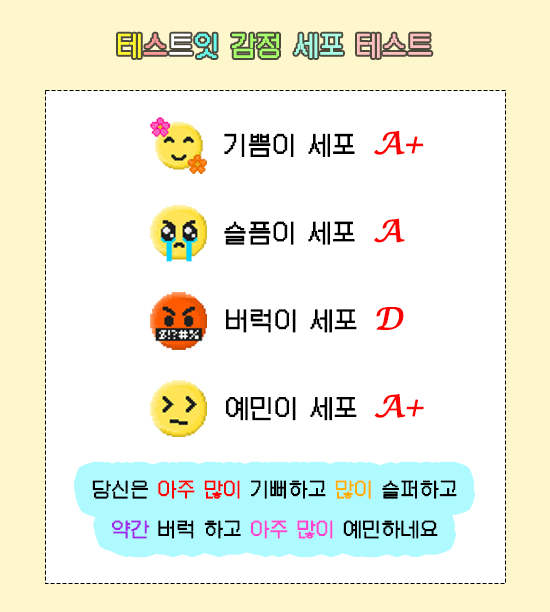 테스트잇 감정 세포 테스트
기쁨이 세포 A+
슬픔이 세포 A
$!?#%
버럭이 세포 D
예민이 세포 A+
당신은 아주 많이 기뻐하고 많이 슬퍼하고
약간 버럭 하고 아주 많이 예민하네요